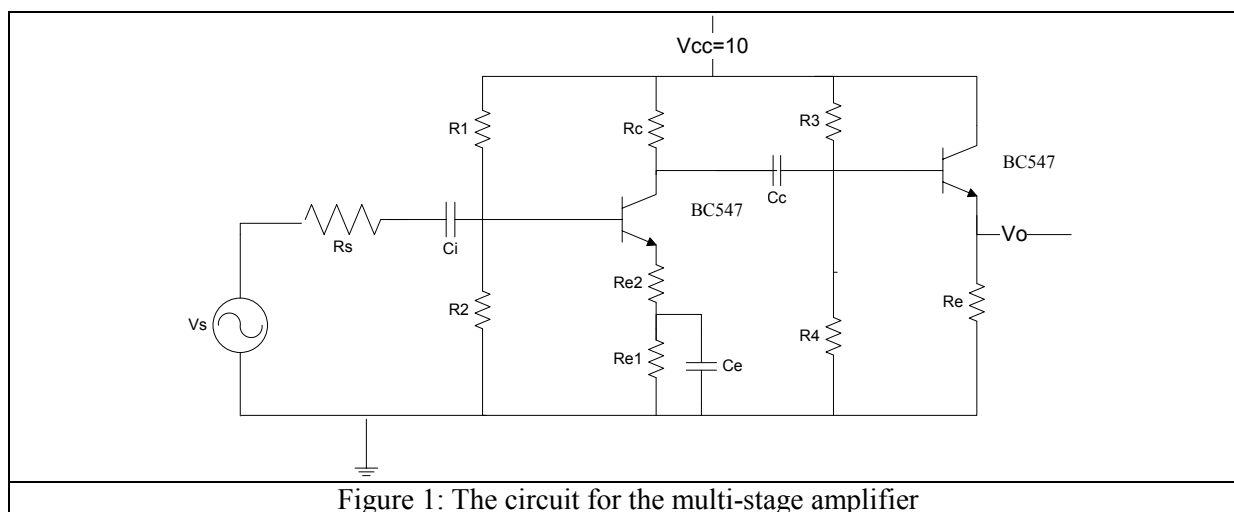 Vcc=10
R1
Rc
R3
BC547
Cc
BC547
Rs
Ci
Vo
Re2
R2
Re
Vs
R4
Re1
Ce
Figure 1: The circuit for the multi-stage amplifier